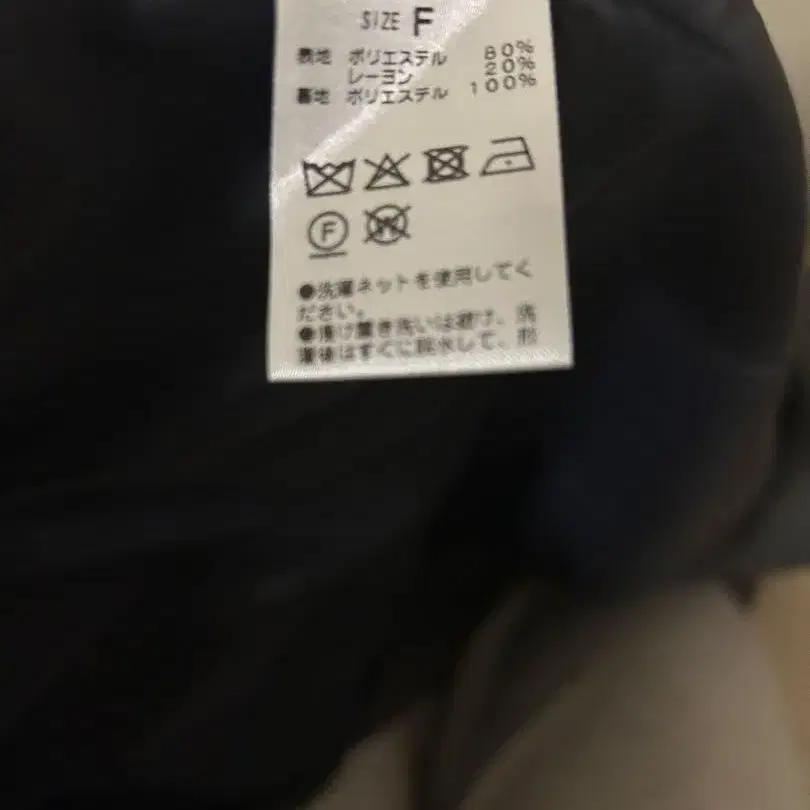 SIZE F
表地 ポリエステル 80%
レーヨン 20%
裏地 ポリエステル 100%
F
W
●洗濯ネットを使用してく
ださい。
●漬け置き洗いは避け、洗
濯後はすぐに脱水して、形